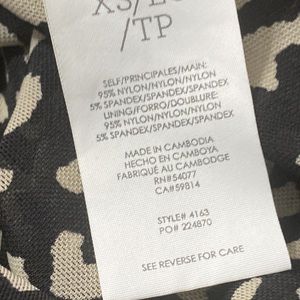 /TP
SELF/PRINCIPALES/MAIN:
95% NYLON/NYLON/NYLON
5% SPANDEX/SPANDEX/SPANDEX
LINING/FORRO/DOUBLURE:
95% NYLON/NYLON/NYLON
5% SPANDEX/SPANDEX/SPANDEX
MADE IN CAMBODIA
HECHO EN CAMBOYA
FABRIQUÉ AU CAMBODGE
RN#54077
CA#59814
STYLE# 4163
PO# 224870
SEE REVERSE FOR CARE